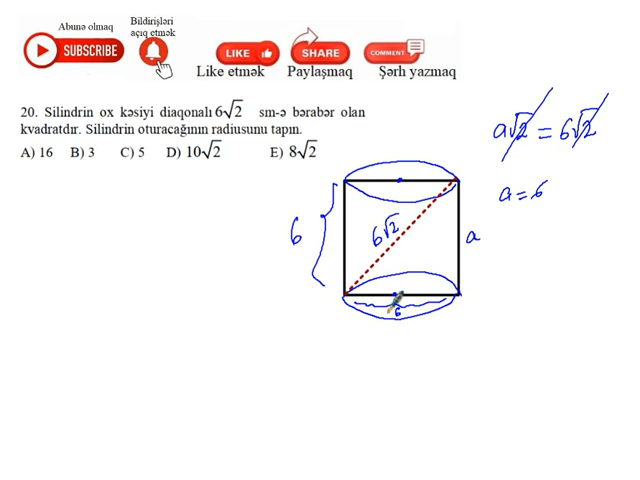 Abunə olmaq
Bildirişləri
açıq etmək
SUBSCRIBE
LIKE
SHARE
COMMENT
Like etmək Paylaşmaq Şərh yazmaq
20. Silindrin ox kəsiyi diaqonalı 6√2 sm-ə bərabər olan
kvadratdır. Silindrin oturacağının radiusunu tapın.
A) 16 B) 3 C) 5 D) 10√2 E) 8√2
a√2 = 6√2
a = 6
6
6√2
a
6